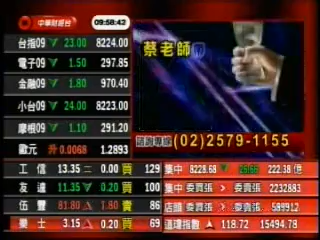 中華財經台 09:58:42
台指09 ▽ 23.00 8224.00
電子09 ▽ 1.50 297.85
金融09 ▽ 1.80 970.40
小台09 ▽ 24.00 8223.00
摩根09 ▽ 1.10 291.20
歐元 升 0.0068 1.2893
蔡老師
諮詢專線 (02)2579-1155
工信 13.35 0.00 買 129
友達 11.35 ▽ 0.20 買 100
伍豐 81.80 1.80 賣 86
榮士 3.15 △ 0.20 買 69
集中 8228.68 ▽ 222.38 億
集中 委買張 > 委賣張 2232883
店頭 委買張 > 委賣張 589912
道瓊指數 ▲ 118.72 15494.78